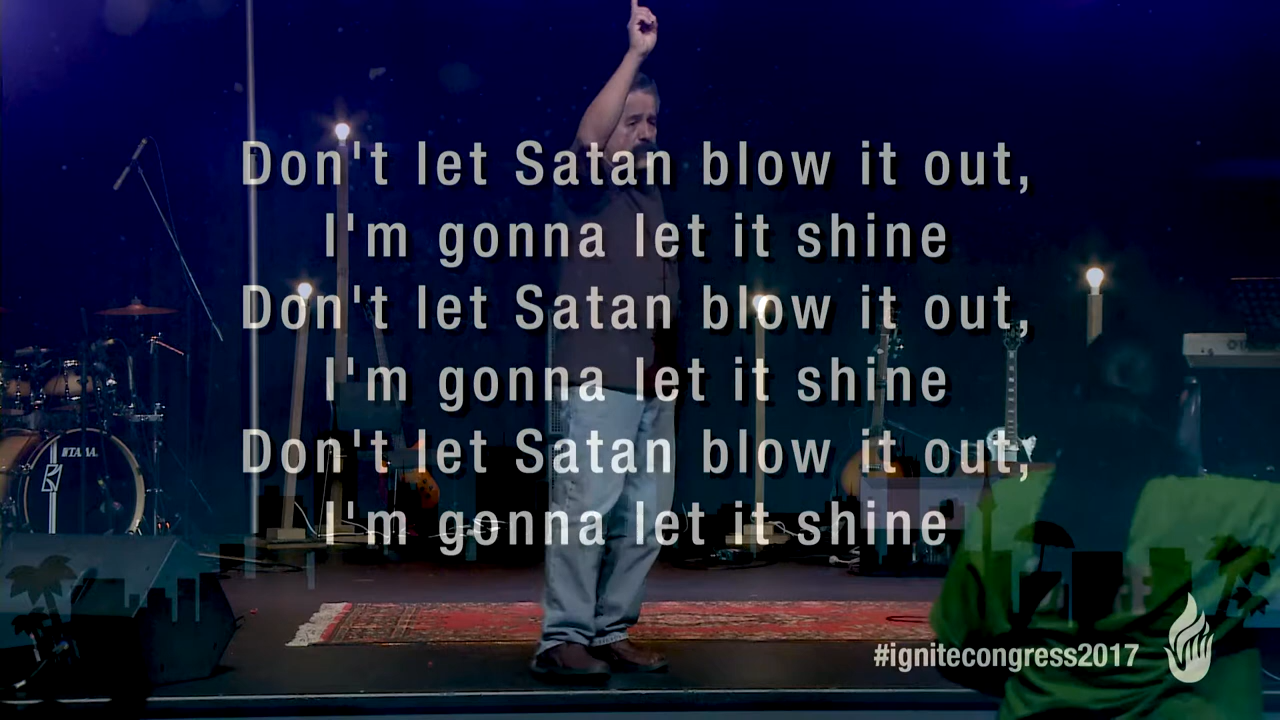 Don't let Satan blow it out,
I'm gonna let it shine
Don't let Satan blow it out,
I'm gonna let it shine
Don't let Satan blow it out,
I'm gonna let it shine
TAMA
#ignitecongress2017